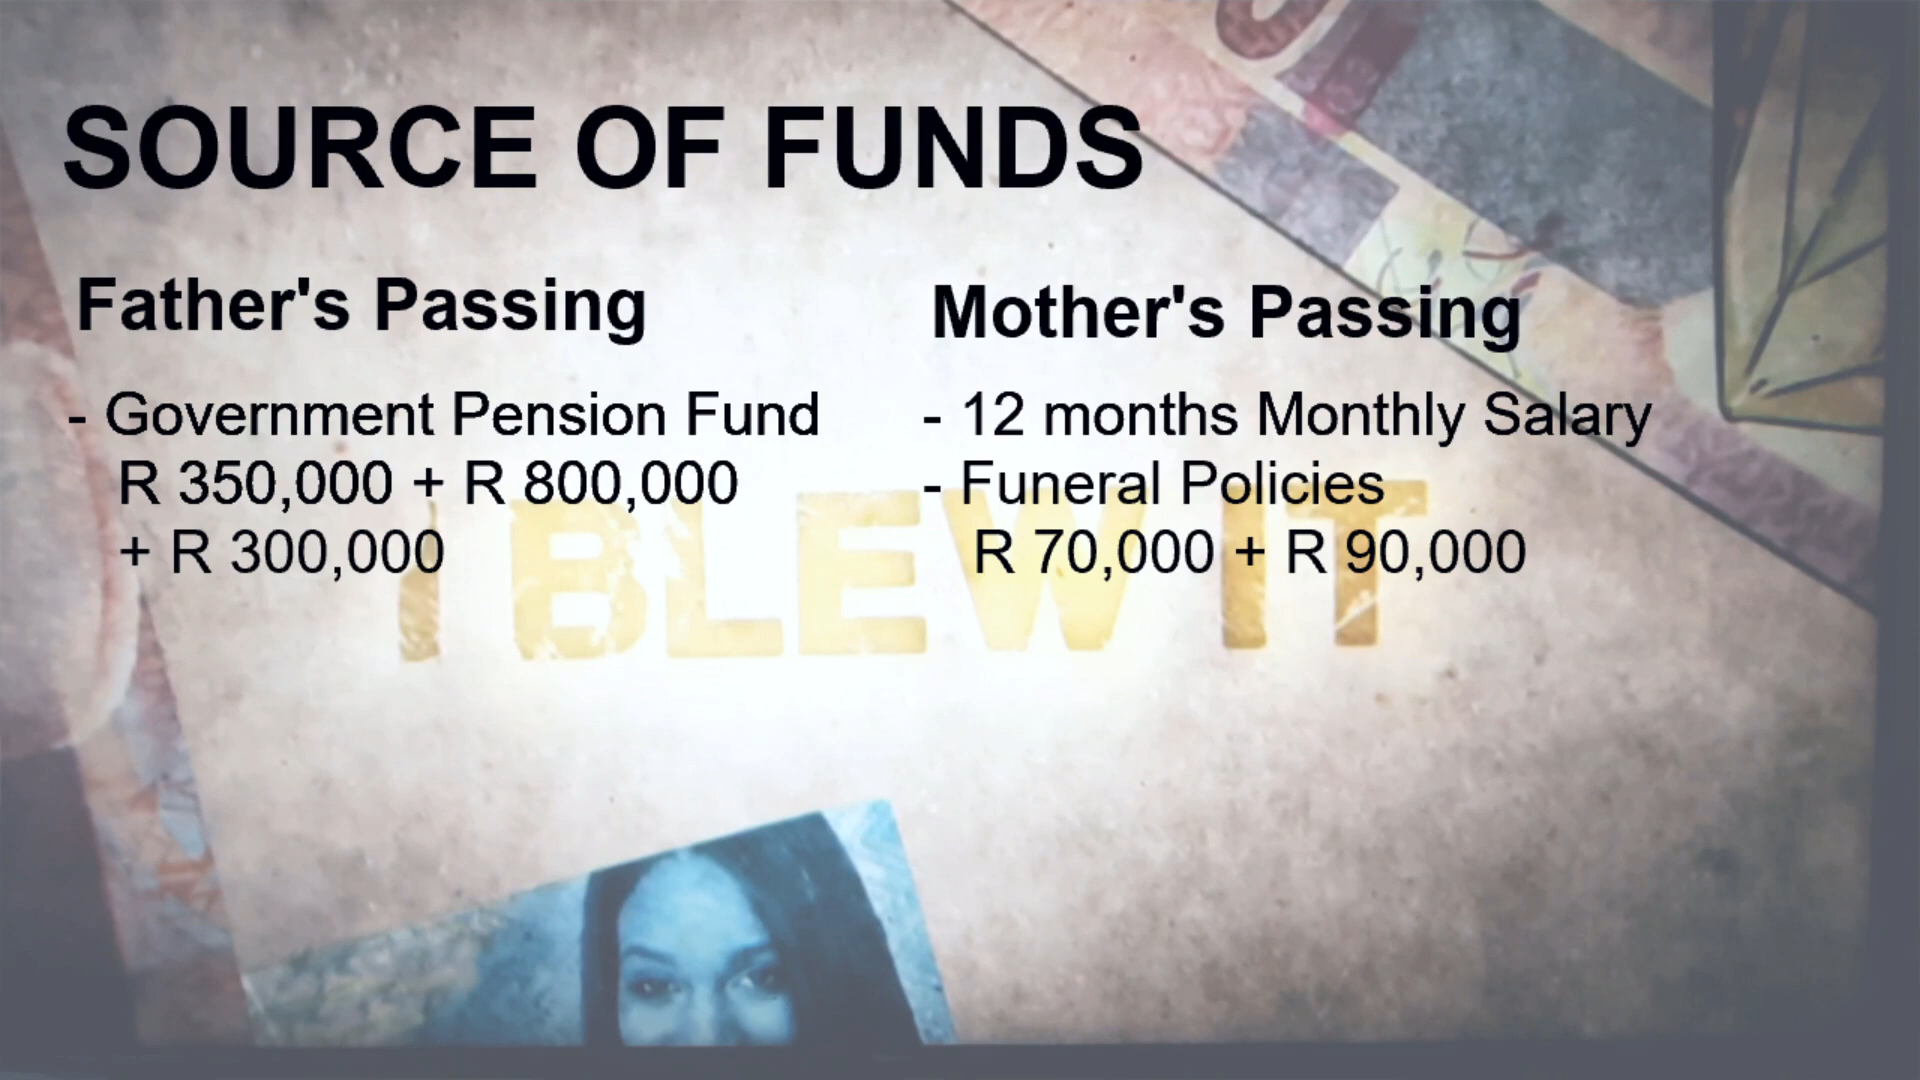 SOURCE OF FUNDS
Father's Passing
- Government Pension Fund
R 350,000 + R 800,000
+ R 300,000
Mother's Passing
- 12 months Monthly Salary
- Funeral Policies
R 70,000 + R 90,000
I BLEW IT